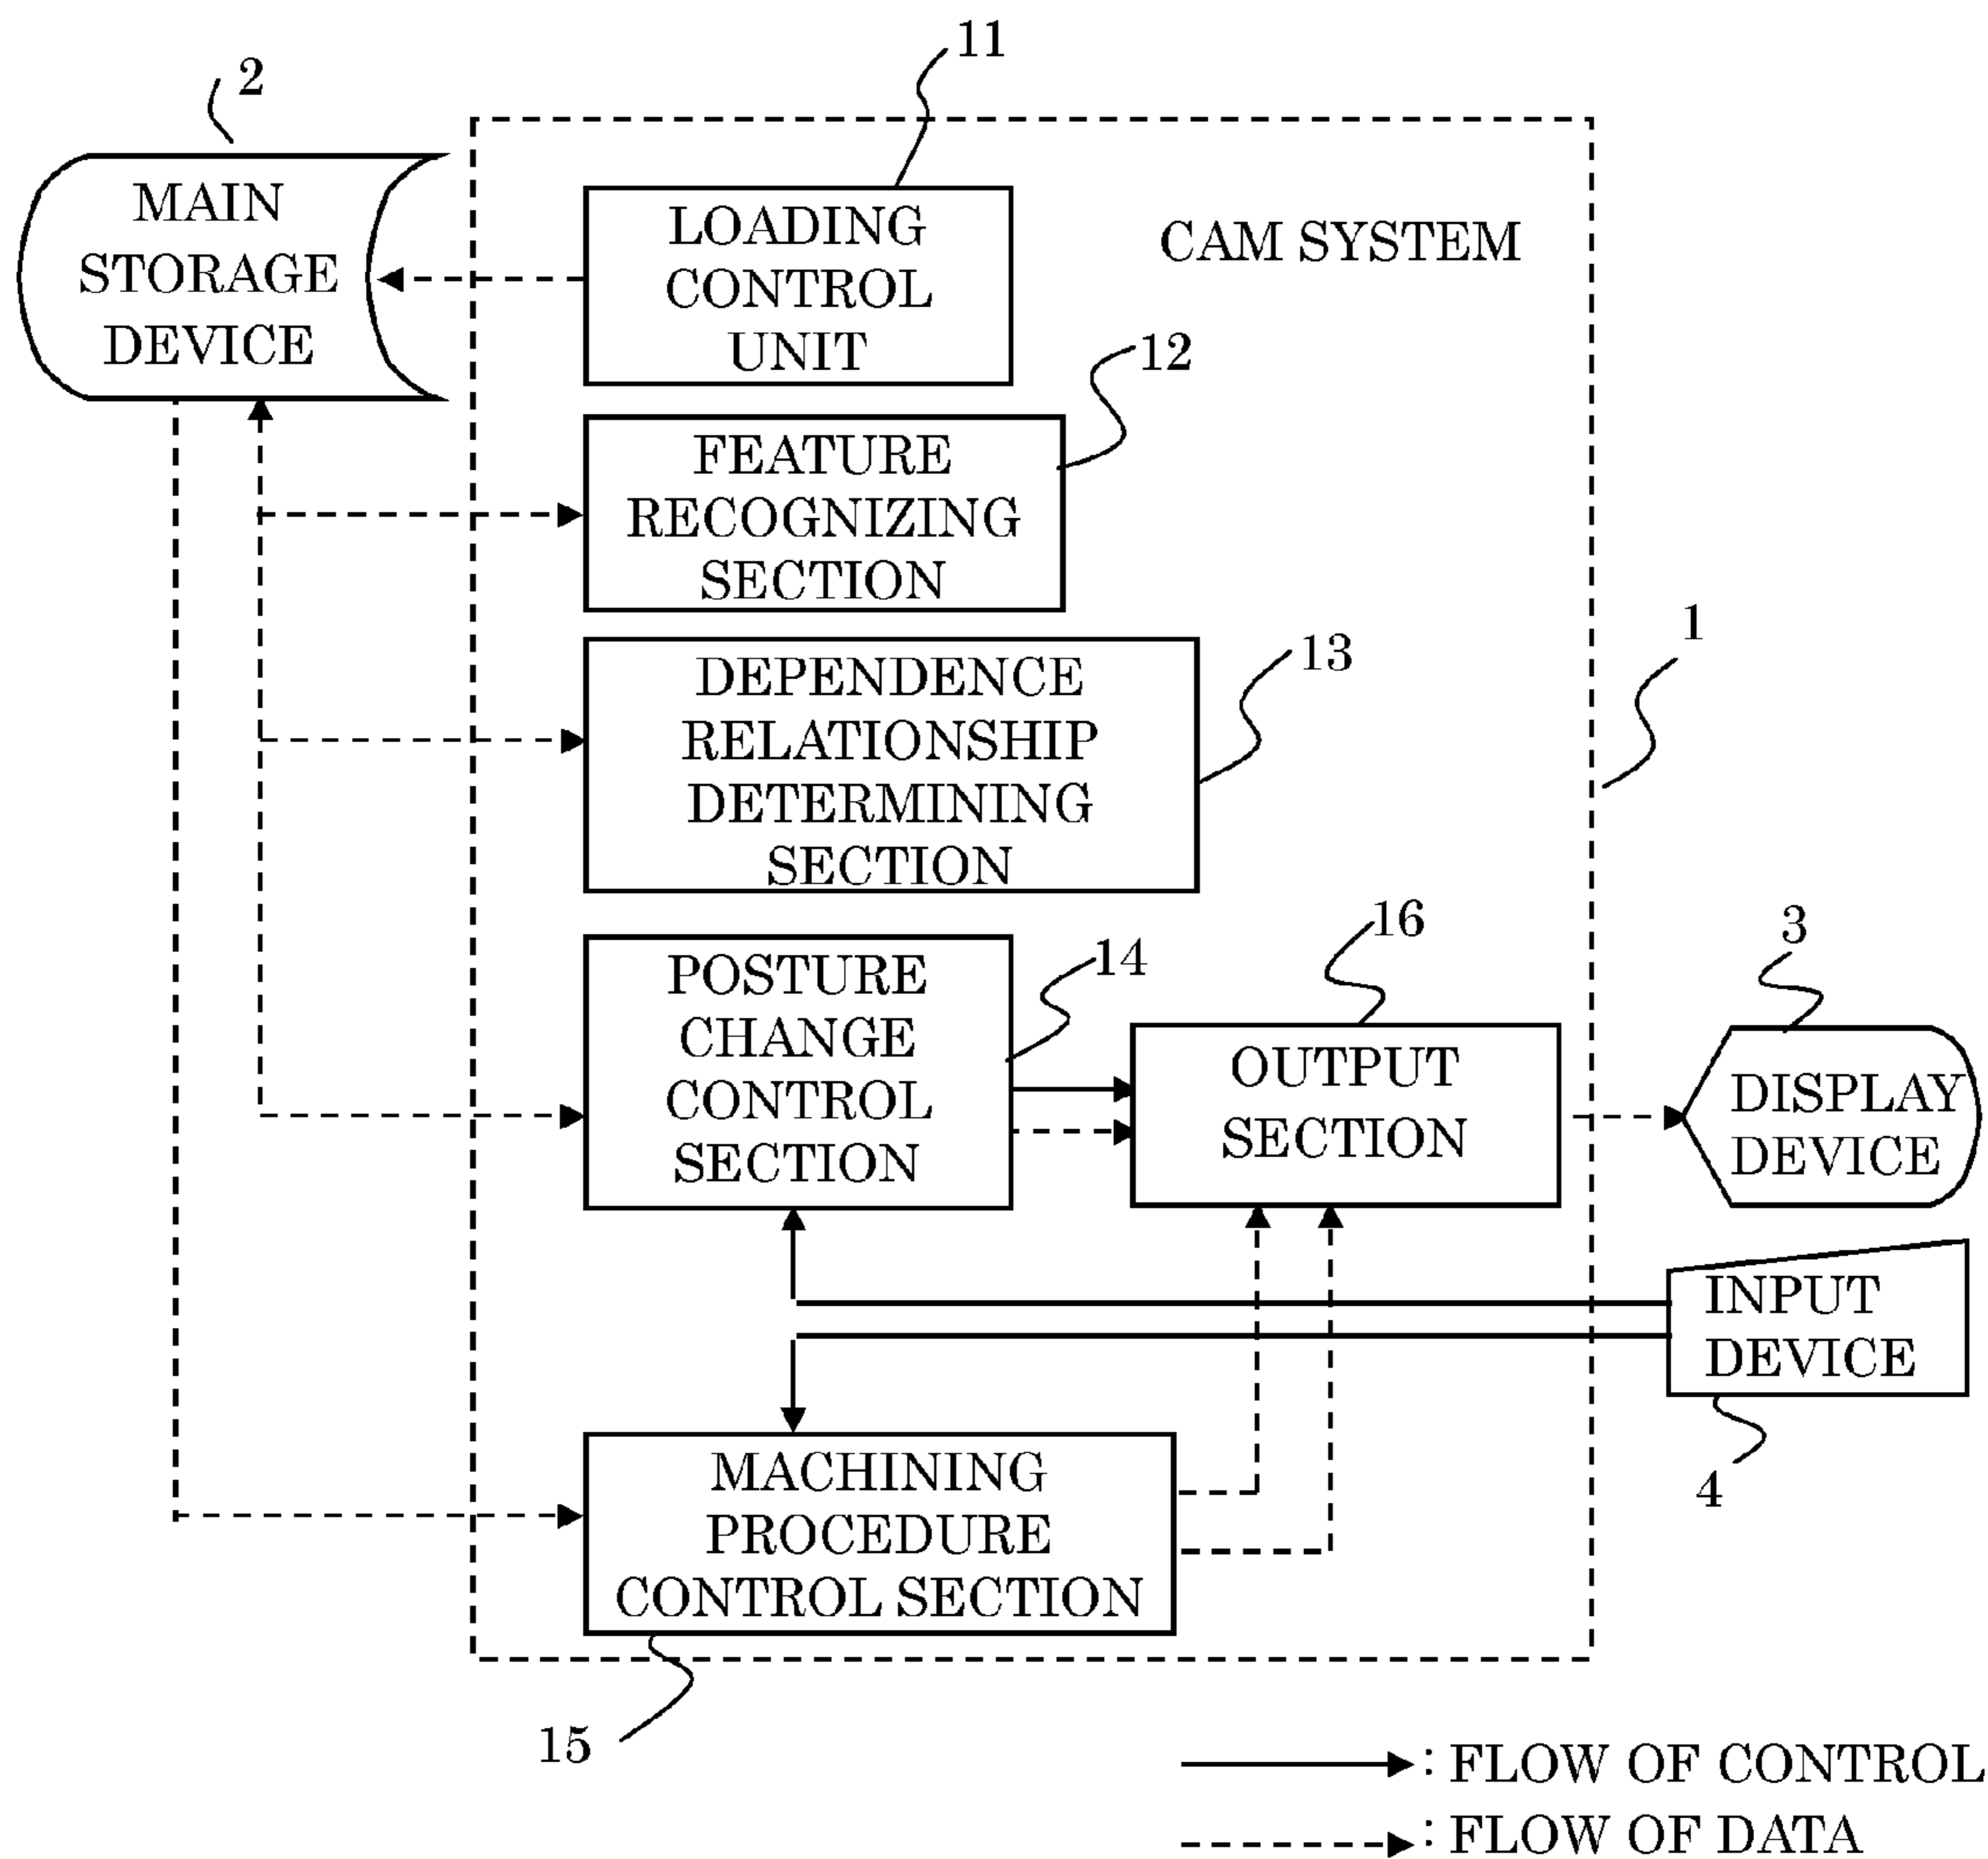 11
2
MAIN
STORAGE
DEVICE
LOADING
CONTROL
UNIT
CAM SYSTEM
12
FEATURE
RECOGNIZING
SECTION
1
13
DEPENDENCE
RELATIONSHIP
DETERMINING
SECTION
16
3
14
POSTURE
CHANGE
CONTROL
SECTION
OUTPUT
SECTION
DISPLAY
DEVICE
INPUT
DEVICE
4
MACHINING
PROCEDURE
CONTROL SECTION
15
: FLOW OF CONTROL
: FLOW OF DATA